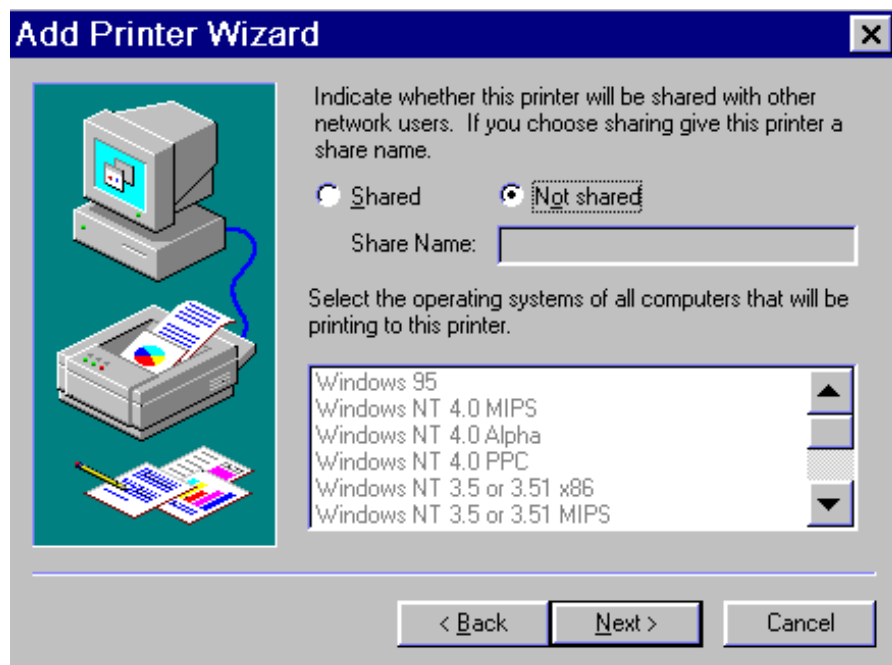 Add Printer Wizard
Indicate whether this printer will be shared with other
network users. If you choose sharing give this printer a
share name.
Shared Not shared
Share Name:
Select the operating systems of all computers that will be
printing to this printer.
Windows 95
Windows NT 4.0 MIPS
Windows NT 4.0 Alpha
Windows NT 4.0 PPC
Windows NT 3.5 or 3.51 x86
Windows NT 3.5 or 3.51 MIPS
< Back Next > Cancel